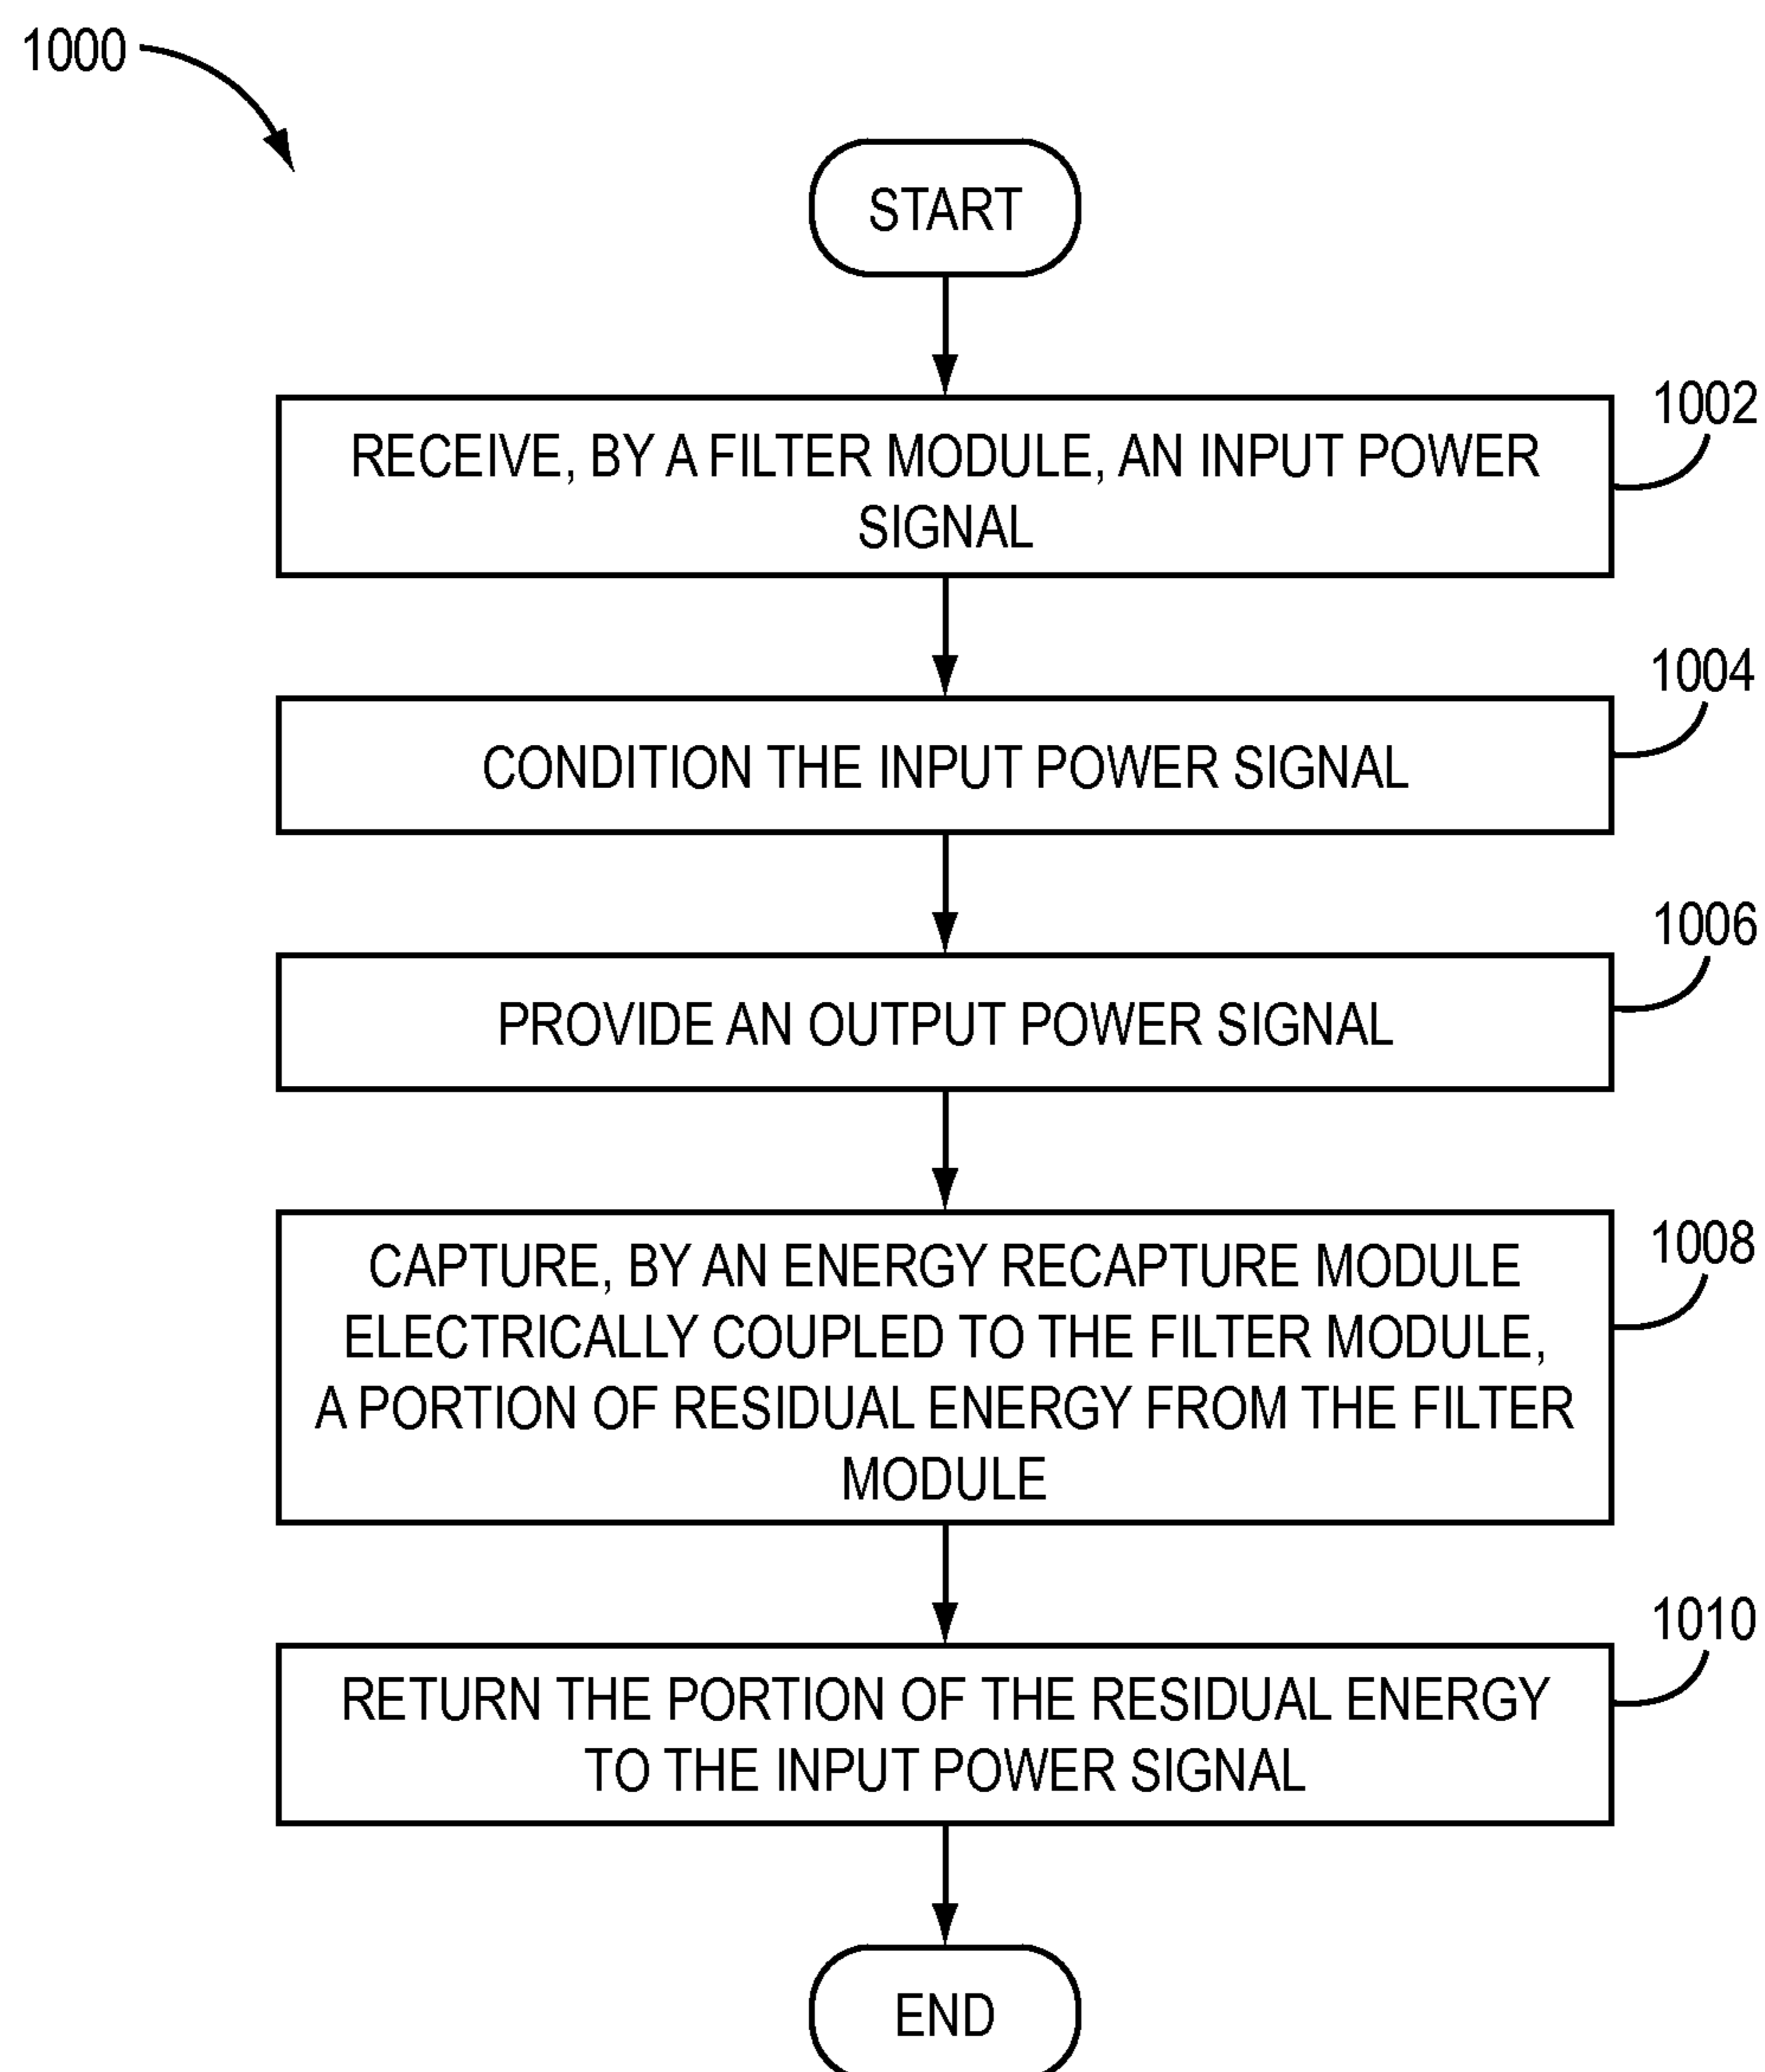 1000
START
1002
RECEIVE, BY A FILTER MODULE, AN INPUT POWER
SIGNAL
1004
CONDITION THE INPUT POWER SIGNAL
1006
PROVIDE AN OUTPUT POWER SIGNAL
1008
CAPTURE, BY AN ENERGY RECAPTURE MODULE
ELECTRICALLY COUPLED TO THE FILTER MODULE,
A PORTION OF RESIDUAL ENERGY FROM THE FILTER
MODULE
1010
RETURN THE PORTION OF THE RESIDUAL ENERGY
TO THE INPUT POWER SIGNAL
END